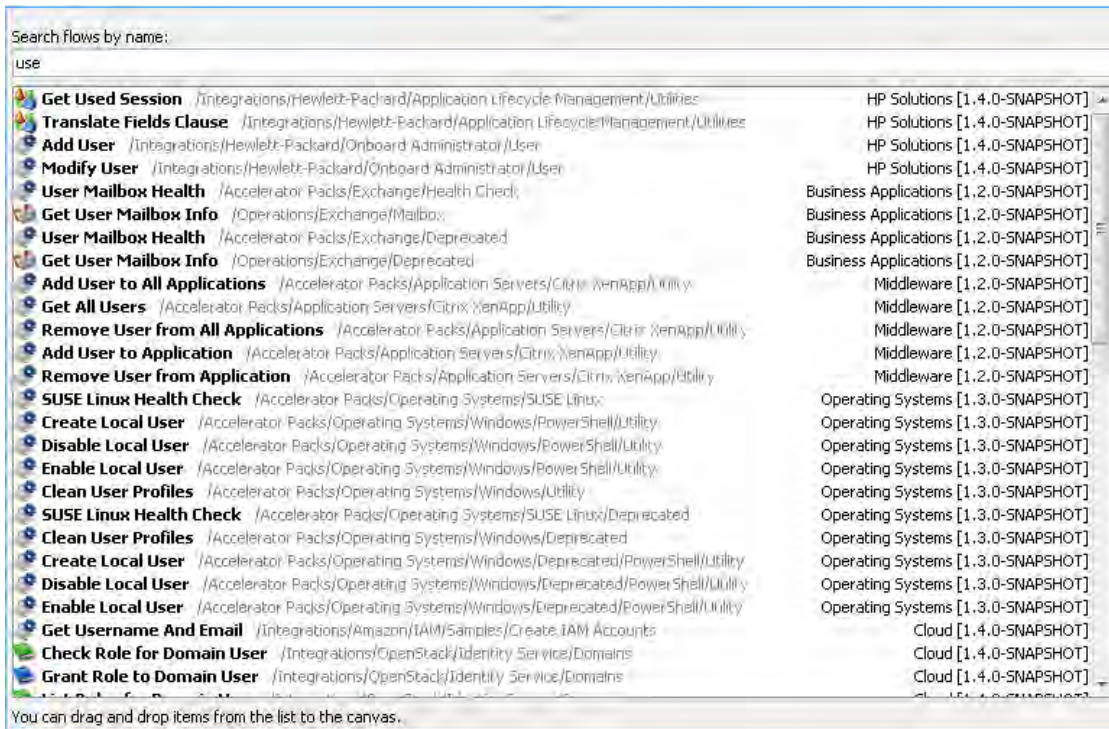 Search flows by name:
use
Get Used Session /Integrations/Hewlett-Packard/Application Lifecycle Management/Utilities HP Solutions [1.4.0-SNAPSHOT]
Translate Fields Clause /Integrations/Hewlett-Packard/Application Lifecycle Management/Utilities HP Solutions [1.4.0-SNAPSHOT]
Add User /Integrations/Hewlett-Packard/Onboard Administrator/User HP Solutions [1.4.0-SNAPSHOT]
Modify User /Integrations/Hewlett-Packard/Onboard Administrator/User HP Solutions [1.4.0-SNAPSHOT]
User Mailbox Health /Accelerator Packs/Exchange/Health Check Business Applications [1.2.0-SNAPSHOT]
Get User Mailbox Info /Operations/Exchange/Mailbox Business Applications [1.2.0-SNAPSHOT]
User Mailbox Health /Accelerator Packs/Exchange/Deprecated Business Applications [1.2.0-SNAPSHOT]
Get User Mailbox Info /Operations/Exchange/Deprecated Business Applications [1.2.0-SNAPSHOT]
Add User to All Applications /Accelerator Packs/Application Servers/Citrix XenApp/Utility Middleware [1.2.0-SNAPSHOT]
Get All Users /Accelerator Packs/Application Servers/Citrix XenApp/Utility Middleware [1.2.0-SNAPSHOT]
Remove User from All Applications /Accelerator Packs/Application Servers/Citrix XenApp/Utility Middleware [1.2.0-SNAPSHOT]
Add User to Application /Accelerator Packs/Application Servers/Citrix XenApp/Utility Middleware [1.2.0-SNAPSHOT]
Remove User from Application /Accelerator Packs/Application Servers/Citrix XenApp/Utility Middleware [1.2.0-SNAPSHOT]
SUSE Linux Health Check /Accelerator Packs/Operating Systems/SUSE Linux Operating Systems [1.3.0-SNAPSHOT]
Create Local User /Accelerator Packs/Operating Systems/Windows/PowerShell/Utility Operating Systems [1.3.0-SNAPSHOT]
Disable Local User /Accelerator Packs/Operating Systems/Windows/PowerShell/Utility Operating Systems [1.3.0-SNAPSHOT]
Enable Local User /Accelerator Packs/Operating Systems/Windows/PowerShell/Utility Operating Systems [1.3.0-SNAPSHOT]
Clean User Profiles /Accelerator Packs/Operating Systems/Windows/Utility Operating Systems [1.3.0-SNAPSHOT]
SUSE Linux Health Check /Accelerator Packs/Operating Systems/SUSE Linux/Deprecated Operating Systems [1.3.0-SNAPSHOT]
Clean User Profiles /Accelerator Packs/Operating Systems/Windows/Deprecated Operating Systems [1.3.0-SNAPSHOT]
Create Local User /Accelerator Packs/Operating Systems/Windows/Deprecated/PowerShell/Utility Operating Systems [1.3.0-SNAPSHOT]
Disable Local User /Accelerator Packs/Operating Systems/Windows/Deprecated/PowerShell/Utility Operating Systems [1.3.0-SNAPSHOT]
Enable Local User /Accelerator Packs/Operating Systems/Windows/Deprecated/PowerShell/Utility Operating Systems [1.3.0-SNAPSHOT]
Get Username And Email /Integrations/Amazon/IAM/Samples/Create IAM Accounts Cloud [1.4.0-SNAPSHOT]
Check Role for Domain User /Integrations/OpenStack/Identity Service/Domains Cloud [1.4.0-SNAPSHOT]
Grant Role to Domain User /Integrations/OpenStack/Identity Service/Domains Cloud [1.4.0-SNAPSHOT]
You can drag and drop items from the list to the canvas.